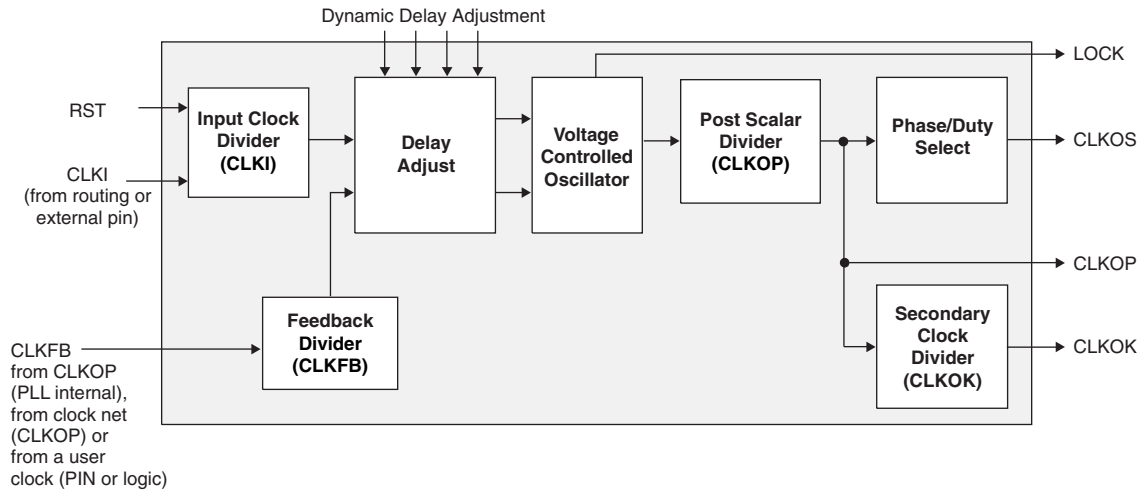 Dynamic Delay Adjustment
LOCK
RST
Input Clock
Divider
(CLKI)
Delay
Adjust
Voltage
Controlled
Oscillator
Post Scalar
Divider
(CLKOP)
Phase/Duty
Select
CLKOS
CLKI
(from routing or
external pin)
CLKOP
Feedback
Divider
(CLKFB)
Secondary
Clock
Divider
(CLKOK)
CLKOK
CLKFB
from CLKOP
(PLL internal),
from clock net
(CLKOP) or
from a user
clock (PIN or logic)